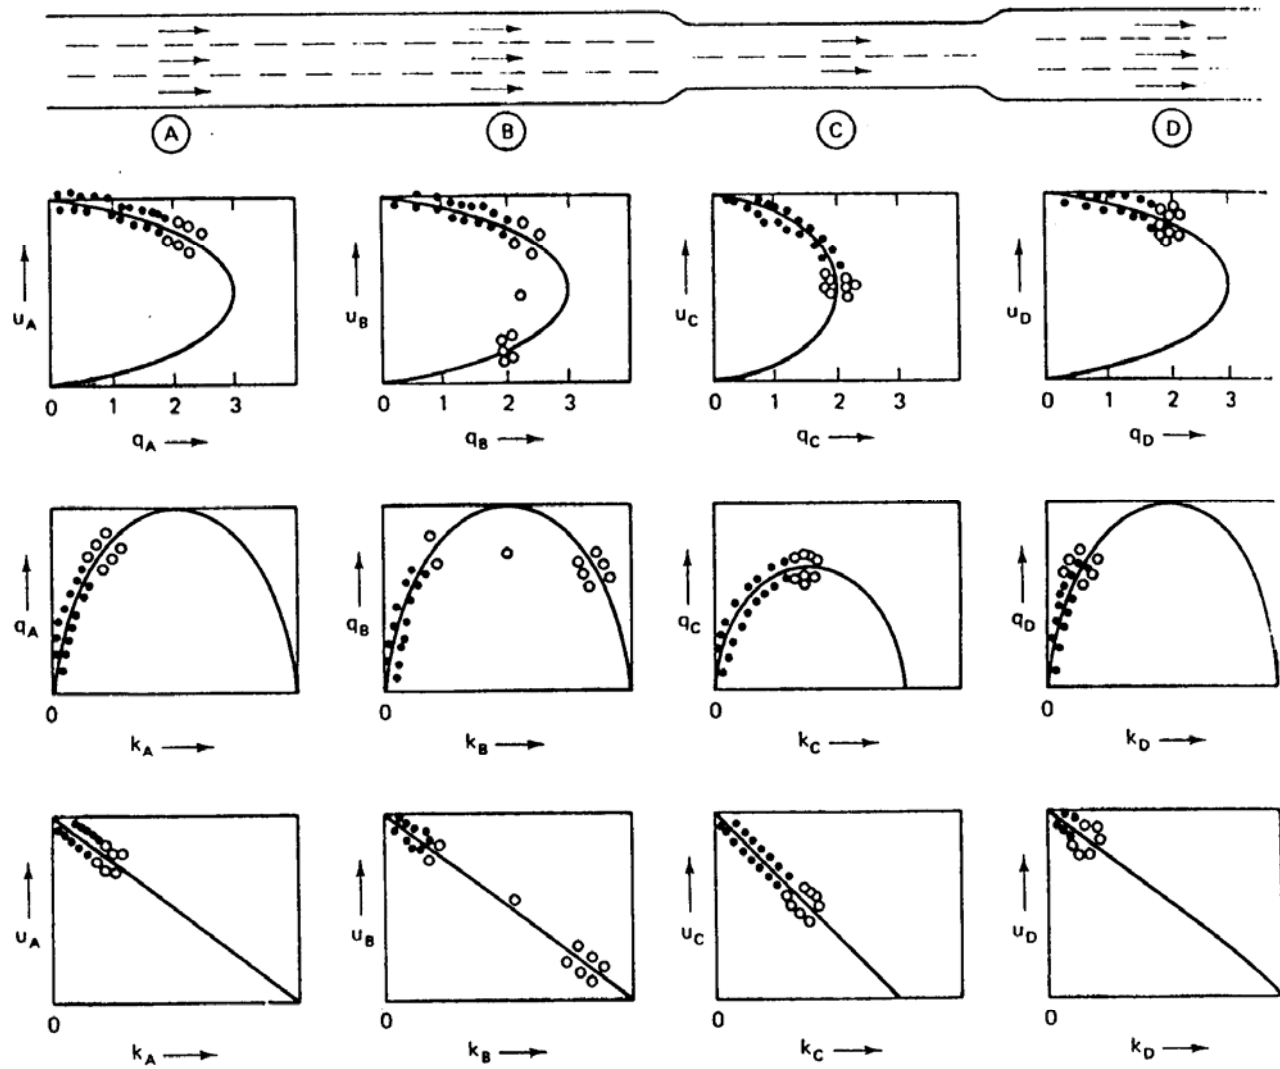 A B C D
u_A u_B u_C u_D
0 1 2 3 0 1 2 3 0 1 2 3 0 1 2 3
q_A q_B q_C q_D
q_A q_B q_C q_D
0 0 0 0
k_A k_B k_C k_D
u_A u_B u_C u_D
0 0 0 0
k_A k_B k_C k_D